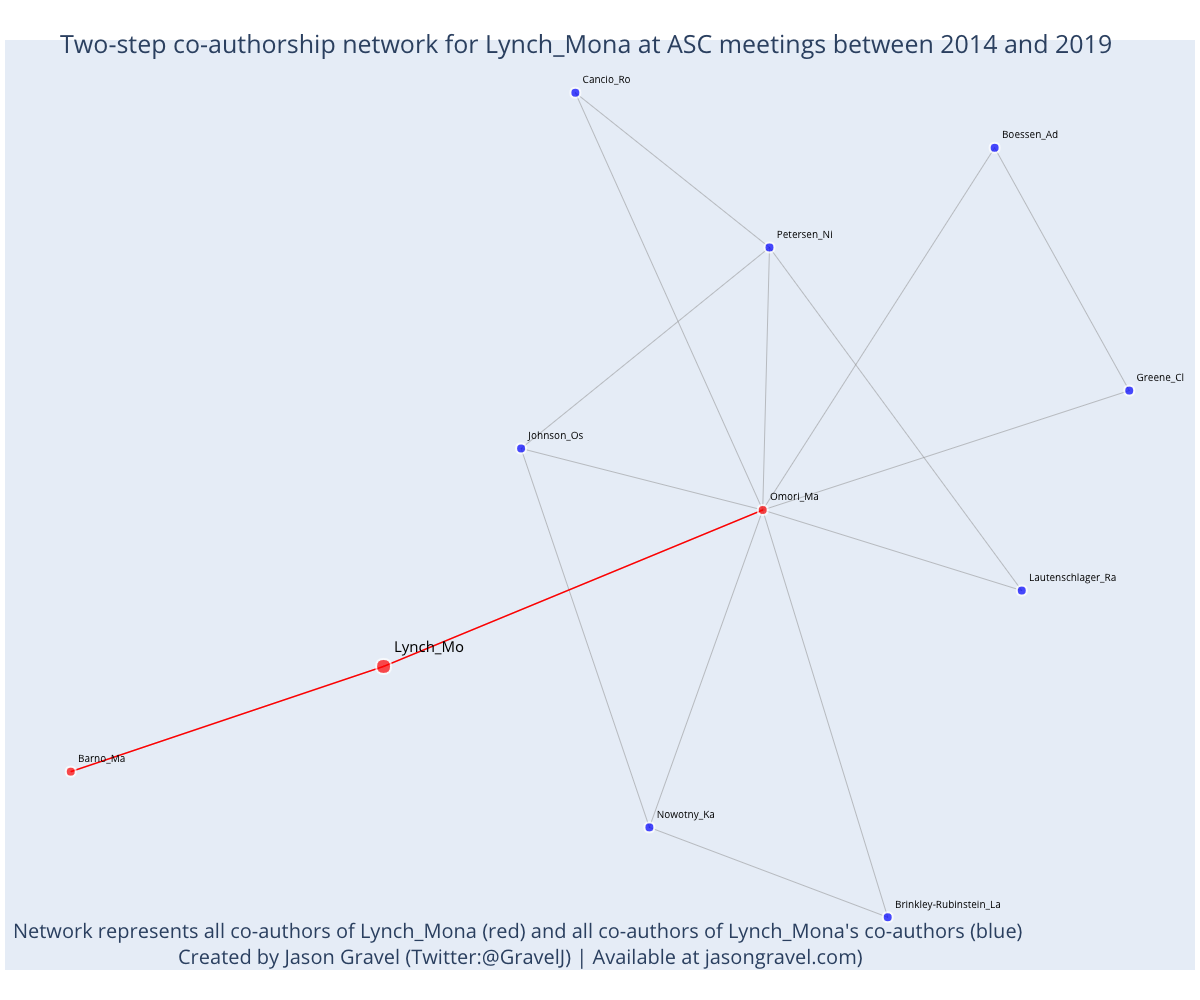 Two-step co-authorship network for Lynch_Mona at ASC meetings between 2014 and 2019
Cancio_Ro
Boessen_Ad
Petersen_Ni
Greene_Cl
Johnson_Os
Omori_Ma
Lautenschlager_Ra
Lynch_Mo
Barno_Ma
Nowotny_Ka
Brinkley-Rubinstein_La
Network represents all co-authors of Lynch_Mona (red) and all co-authors of Lynch_Mona's co-authors (blue)
Created by Jason Gravel (Twitter:@GravelJ) | Available at jasongravel.com)